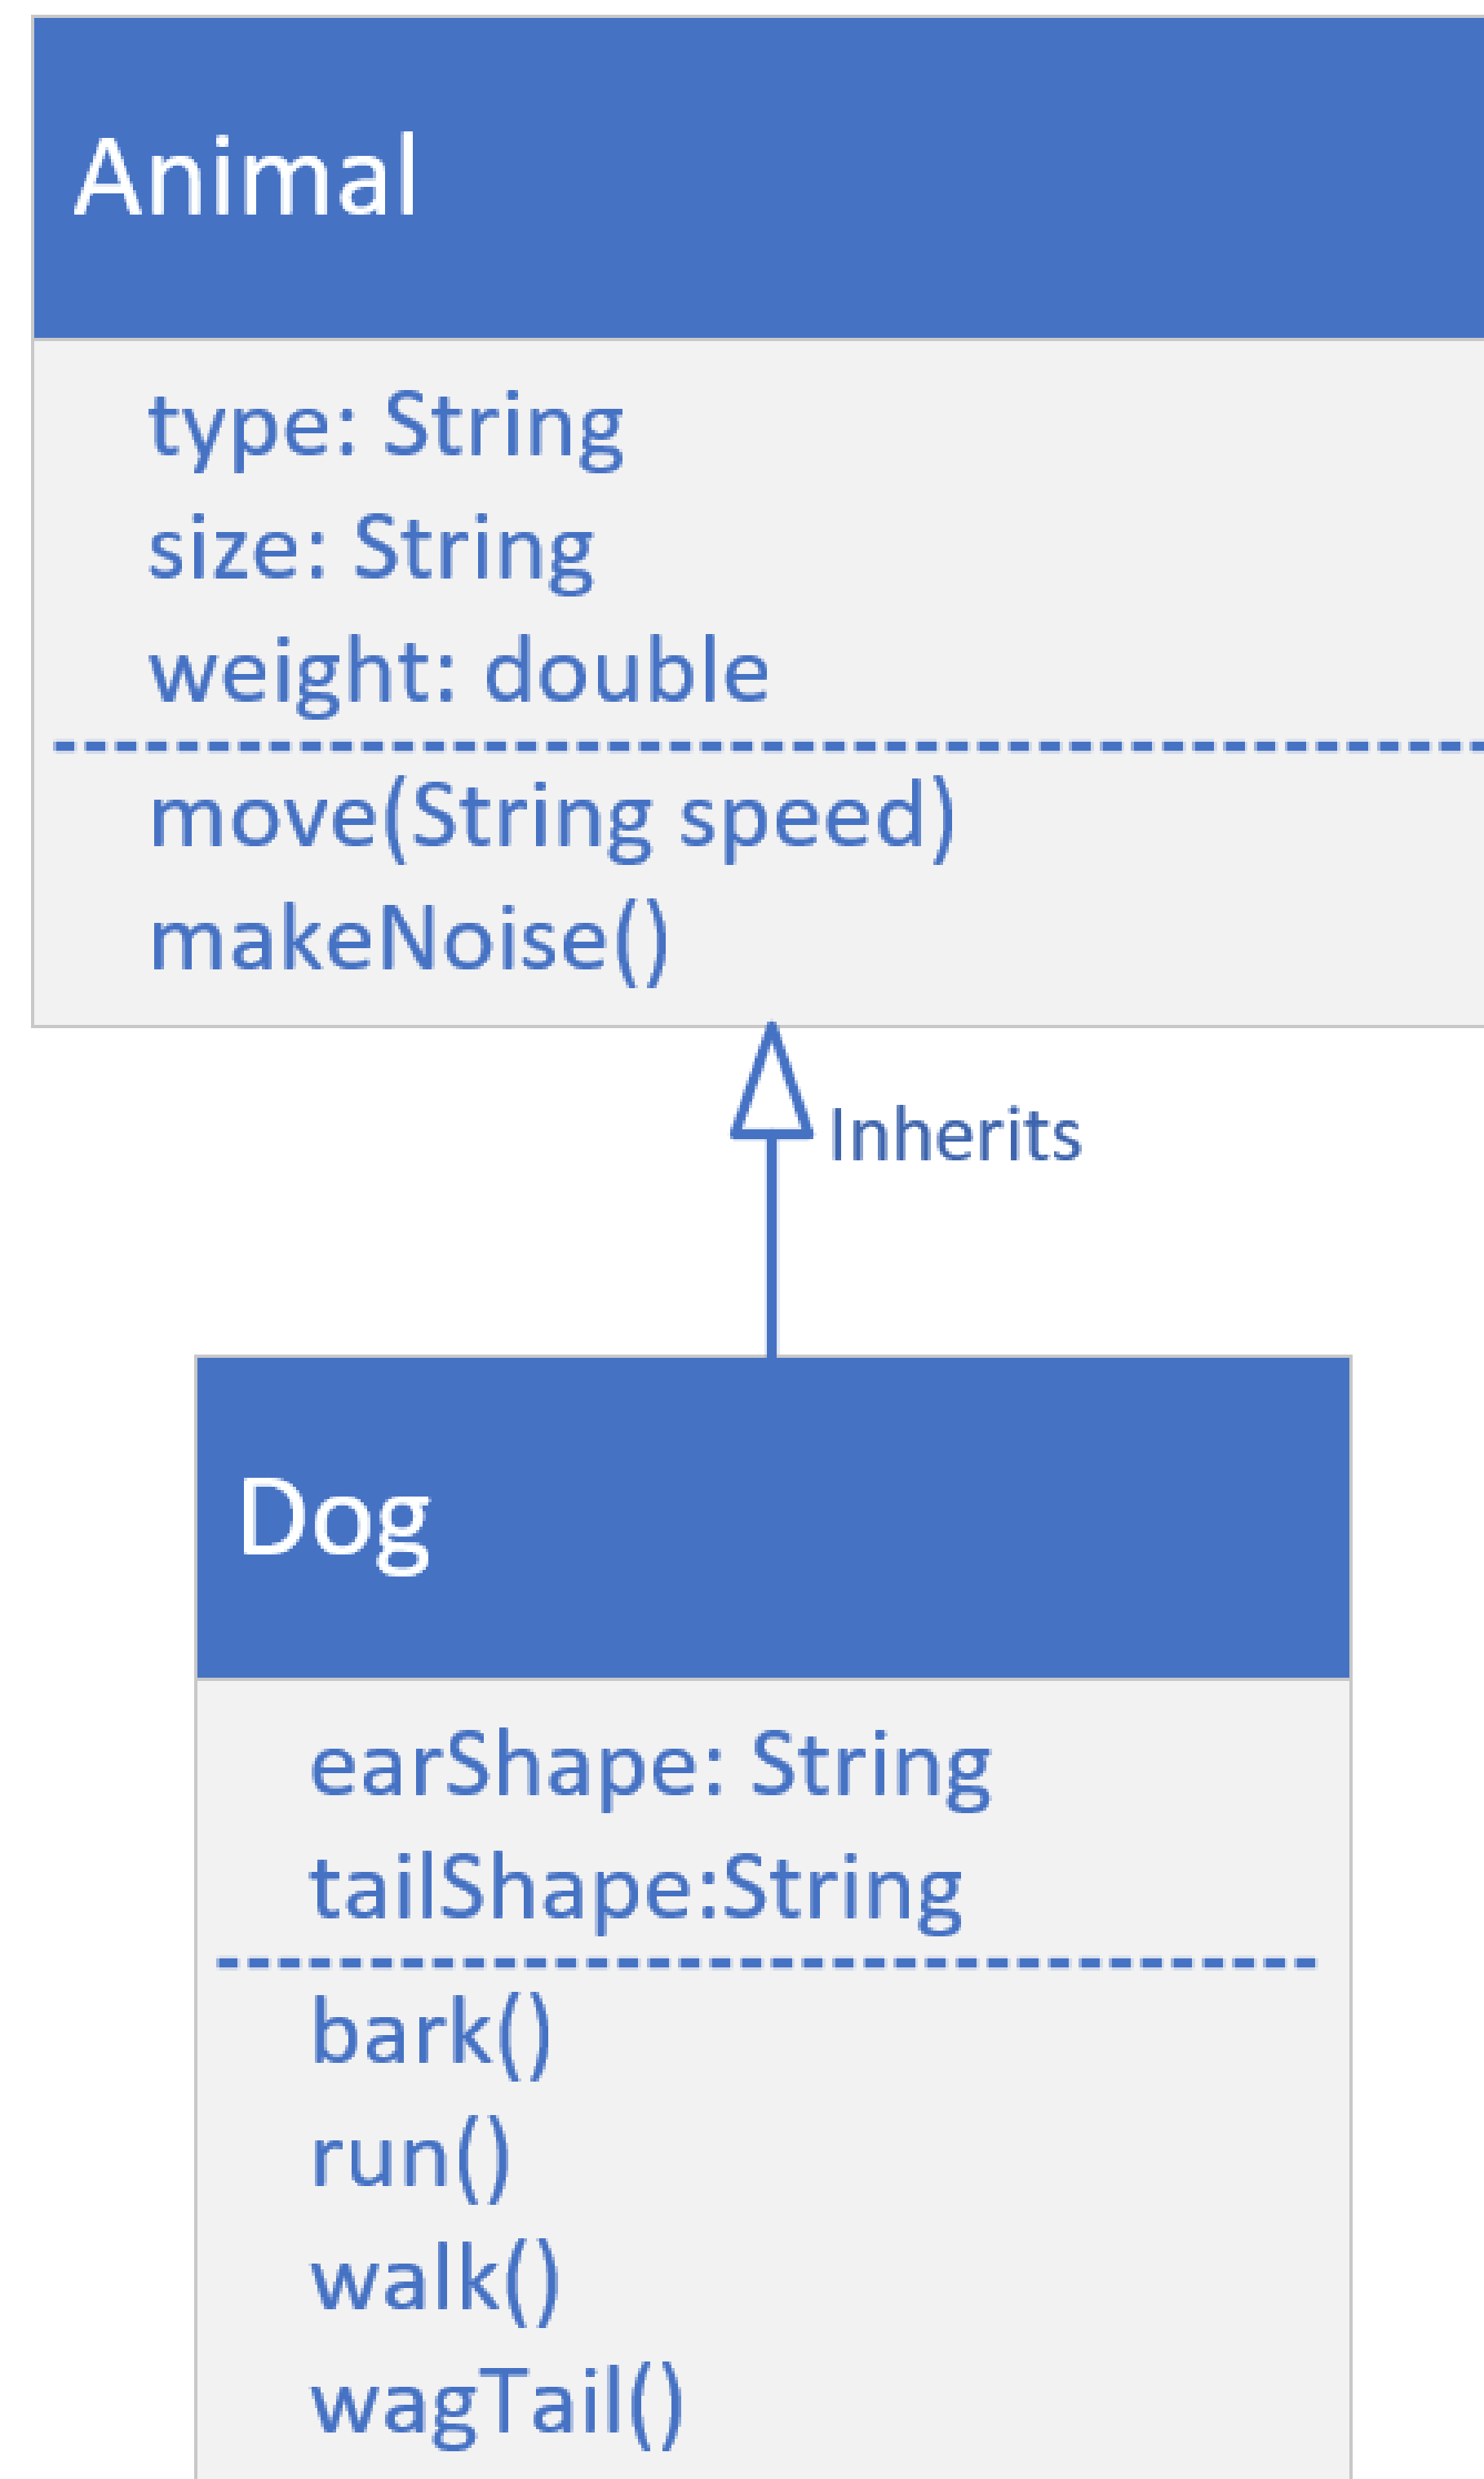 Animal
type: String
size: String
weight: double
move(String speed)
makeNoise()
Inherits
Dog
earShape: String
tailShape:String
bark()
run()
walk()
wagTail()